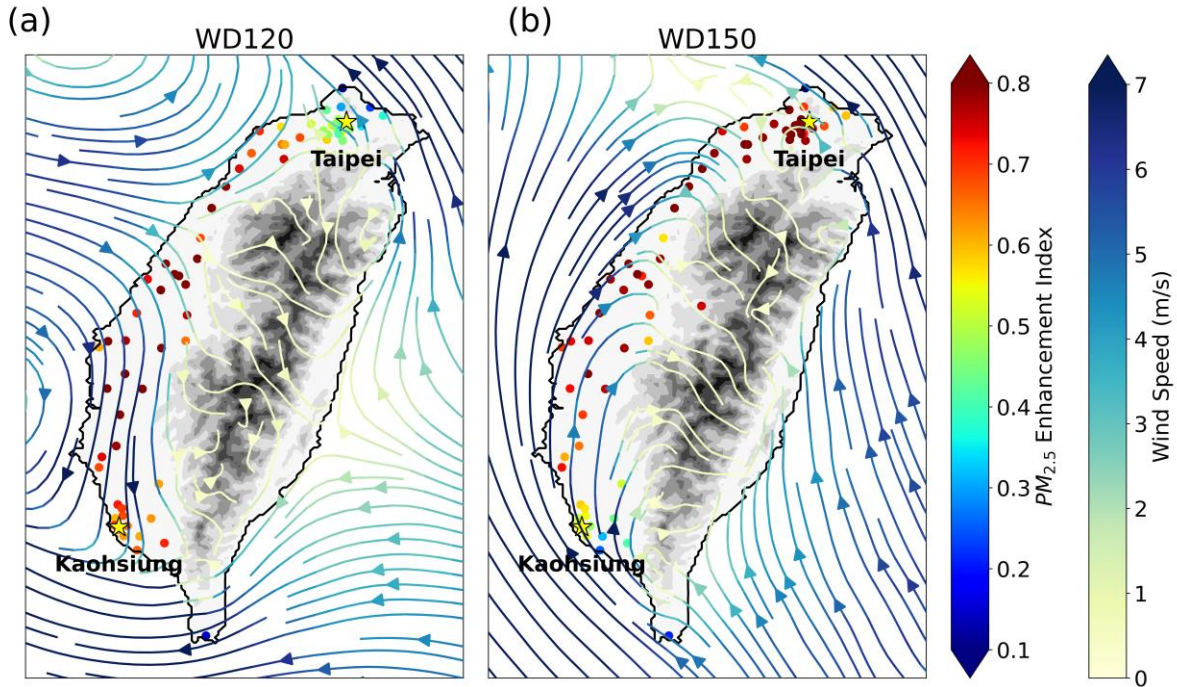 (a)
WD120
(b)
WD150
Taipei
Kaohsiung
Taipei
Kaohsiung
0.8
0.7
0.6
0.5
0.4
0.3
0.2
0.1
PM2.5 Enhancement Index
7
6
5
4
3
2
1
0
Wind Speed (m/s)